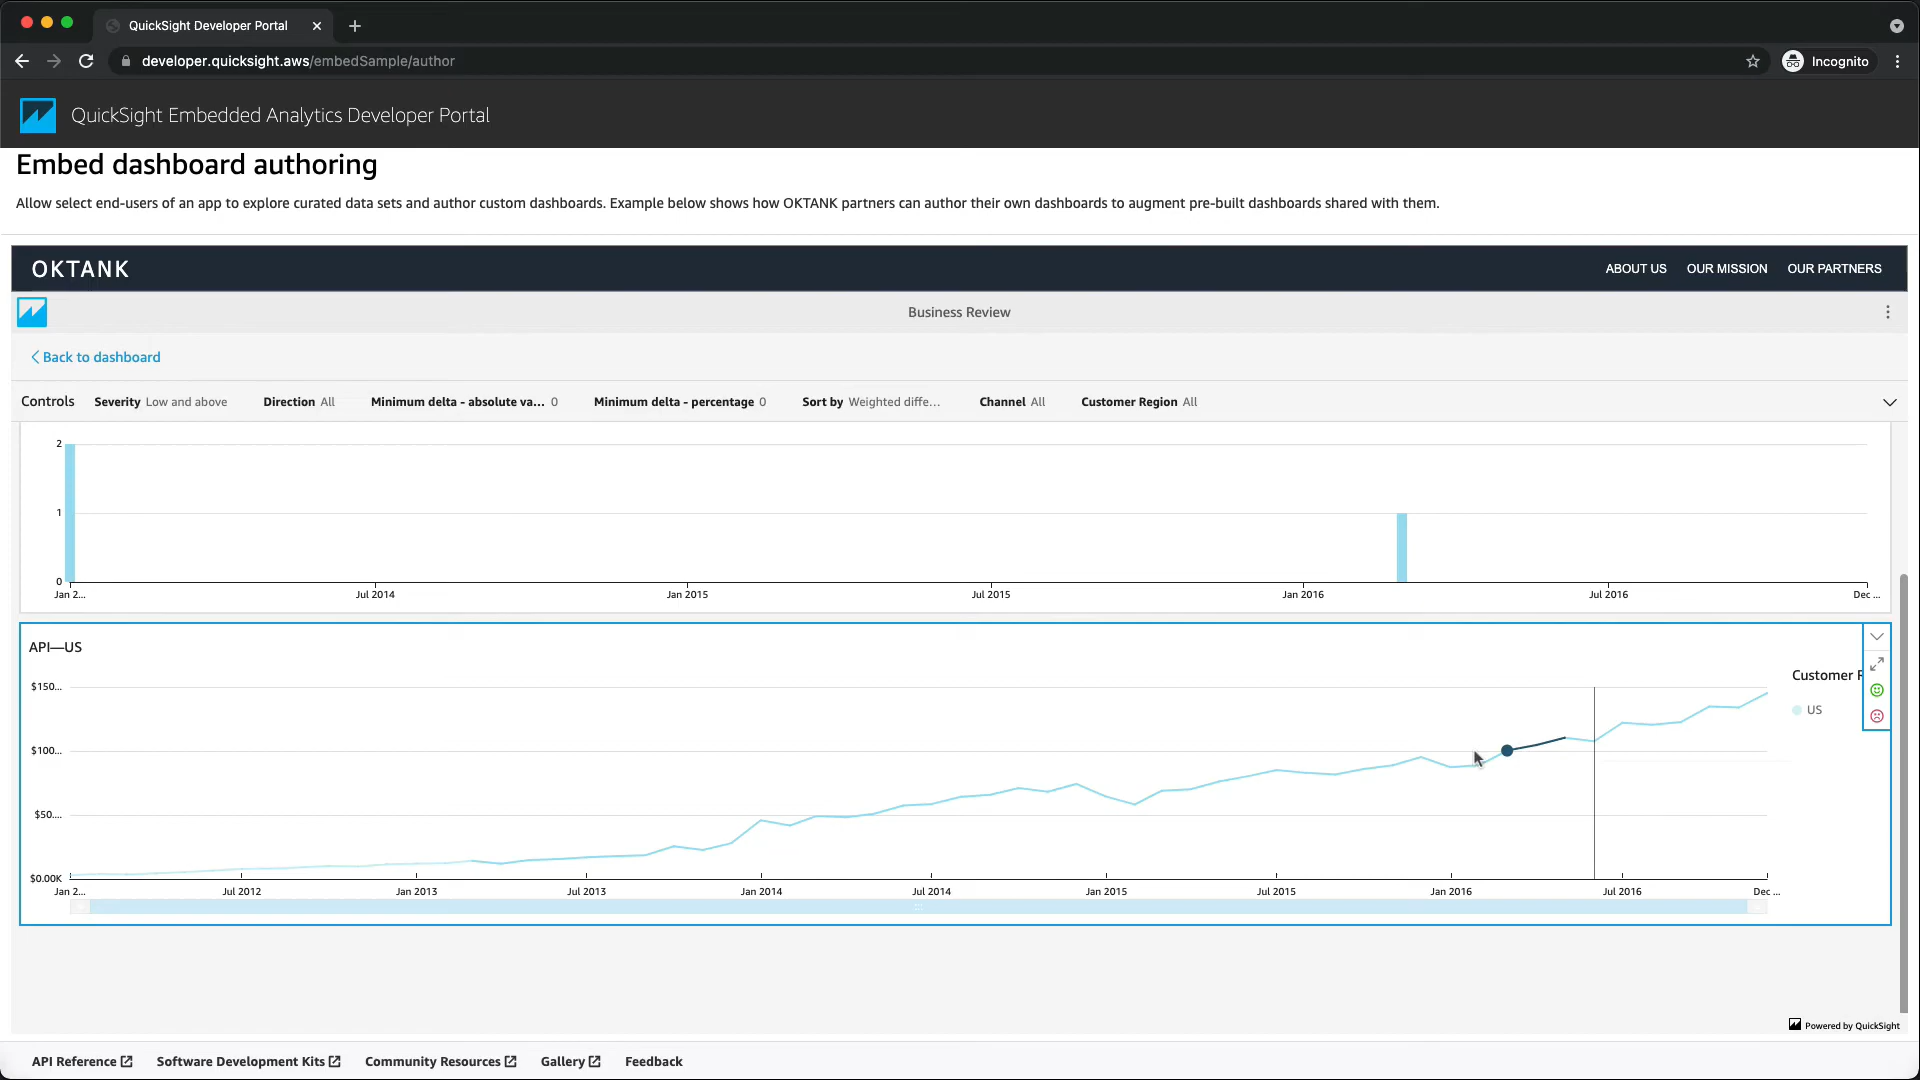 QuickSight Developer Portal
developer.quicksight.aws/embedSample/author
Incognito
QuickSight Embedded Analytics Developer Portal
Embed dashboard authoring
Allow select end-users of an app to explore curated data sets and author custom dashboards. Example below shows how OKTANK partners can author their own dashboards to augment pre-built dashboards shared with them.
OKTANK
ABOUT US OUR MISSION OUR PARTNERS
Business Review
Back to dashboard
Controls Severity Low and above Direction All Minimum delta - absolute va... 0 Minimum delta - percentage 0 Sort by Weighted diffe... Channel All Customer Region All
2
1
0
Jan 2... Jul 2014 Jan 2015 Jul 2015 Jan 2016 Jul 2016 Dec ...
API—US
Customer R
US
$150...
$100...
$50....
$0.00K
Jan 2... Jul 2012 Jan 2013 Jul 2013 Jan 2014 Jul 2014 Jan 2015 Jul 2015 Jan 2016 Jul 2016 Dec ...
Powered by QuickSight
API Reference Software Development Kits Community Resources Gallery Feedback